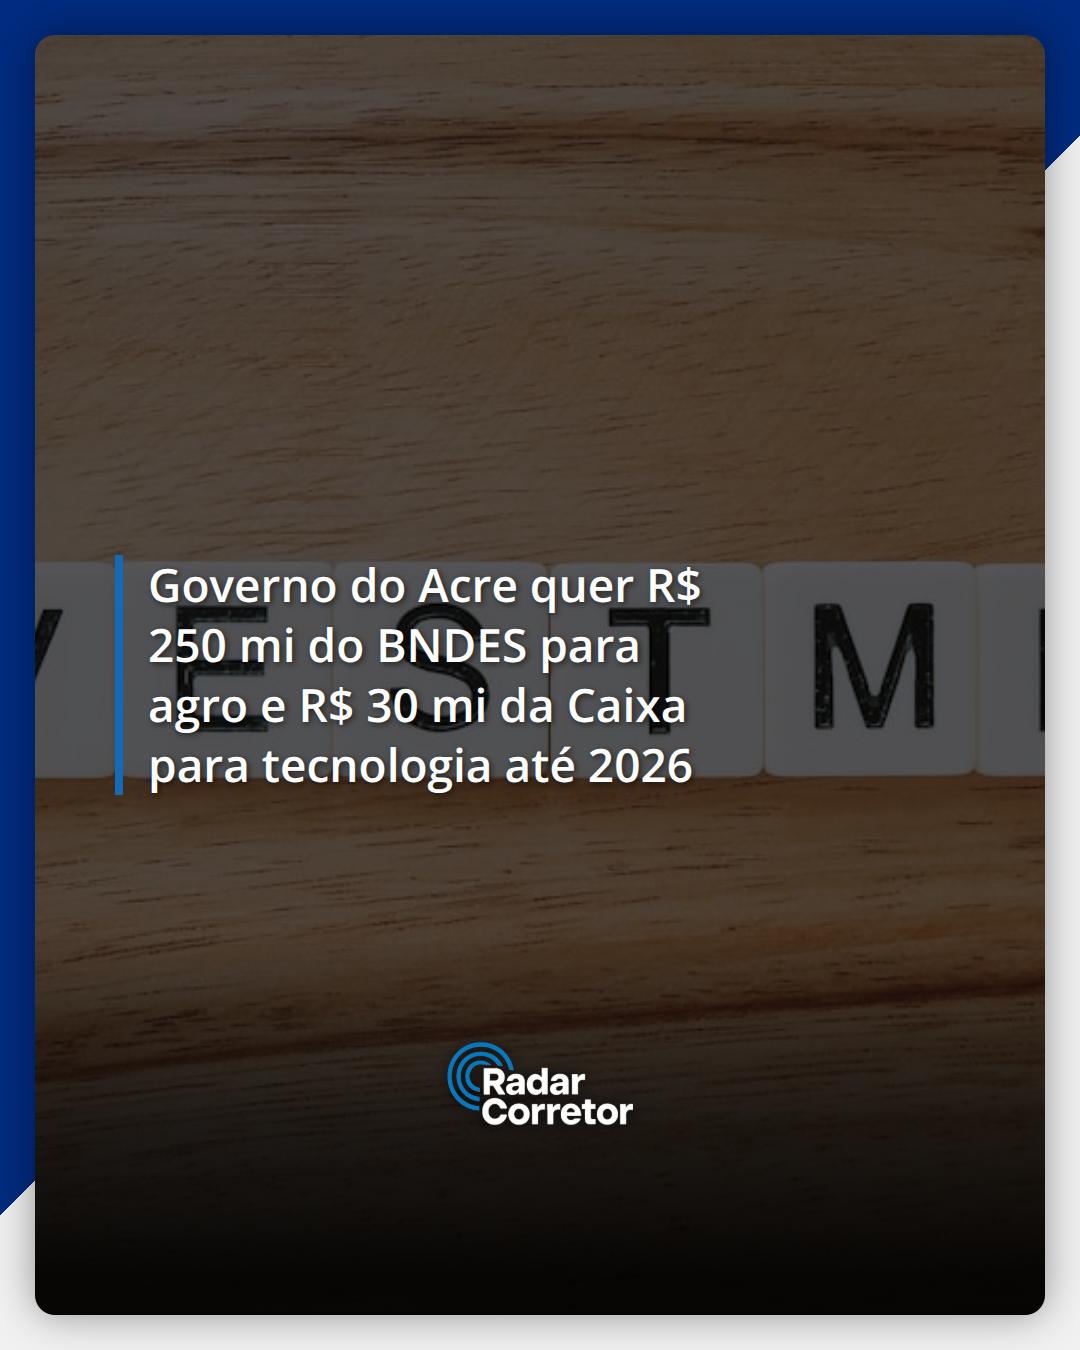 Governo do Acre quer R$
250 mi do BNDES para
agro e R$ 30 mi da Caixa
para tecnologia até 2026
V E S T M
Radar
Corretor